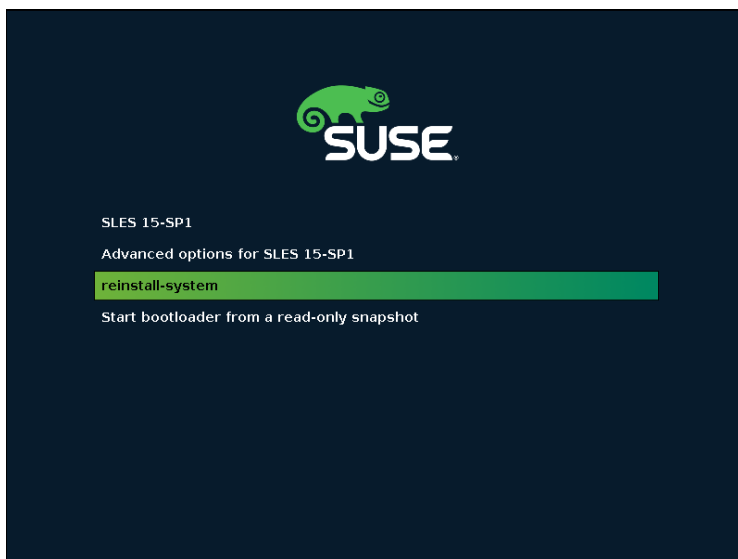 SUSE
SLES 15-SP1
Advanced options for SLES 15-SP1
reinstall-system
Start bootloader from a read-only snapshot